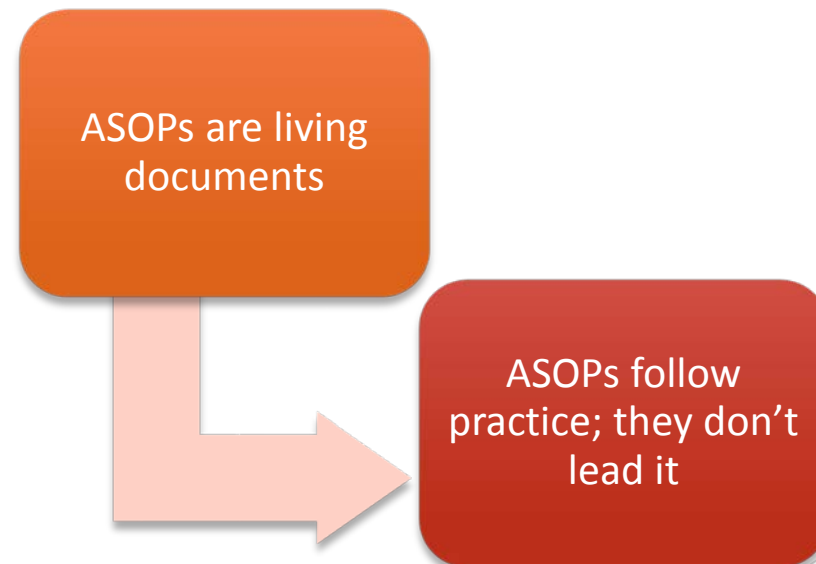 ASOPs are living
documents
ASOPs follow
practice; they don’t
lead it